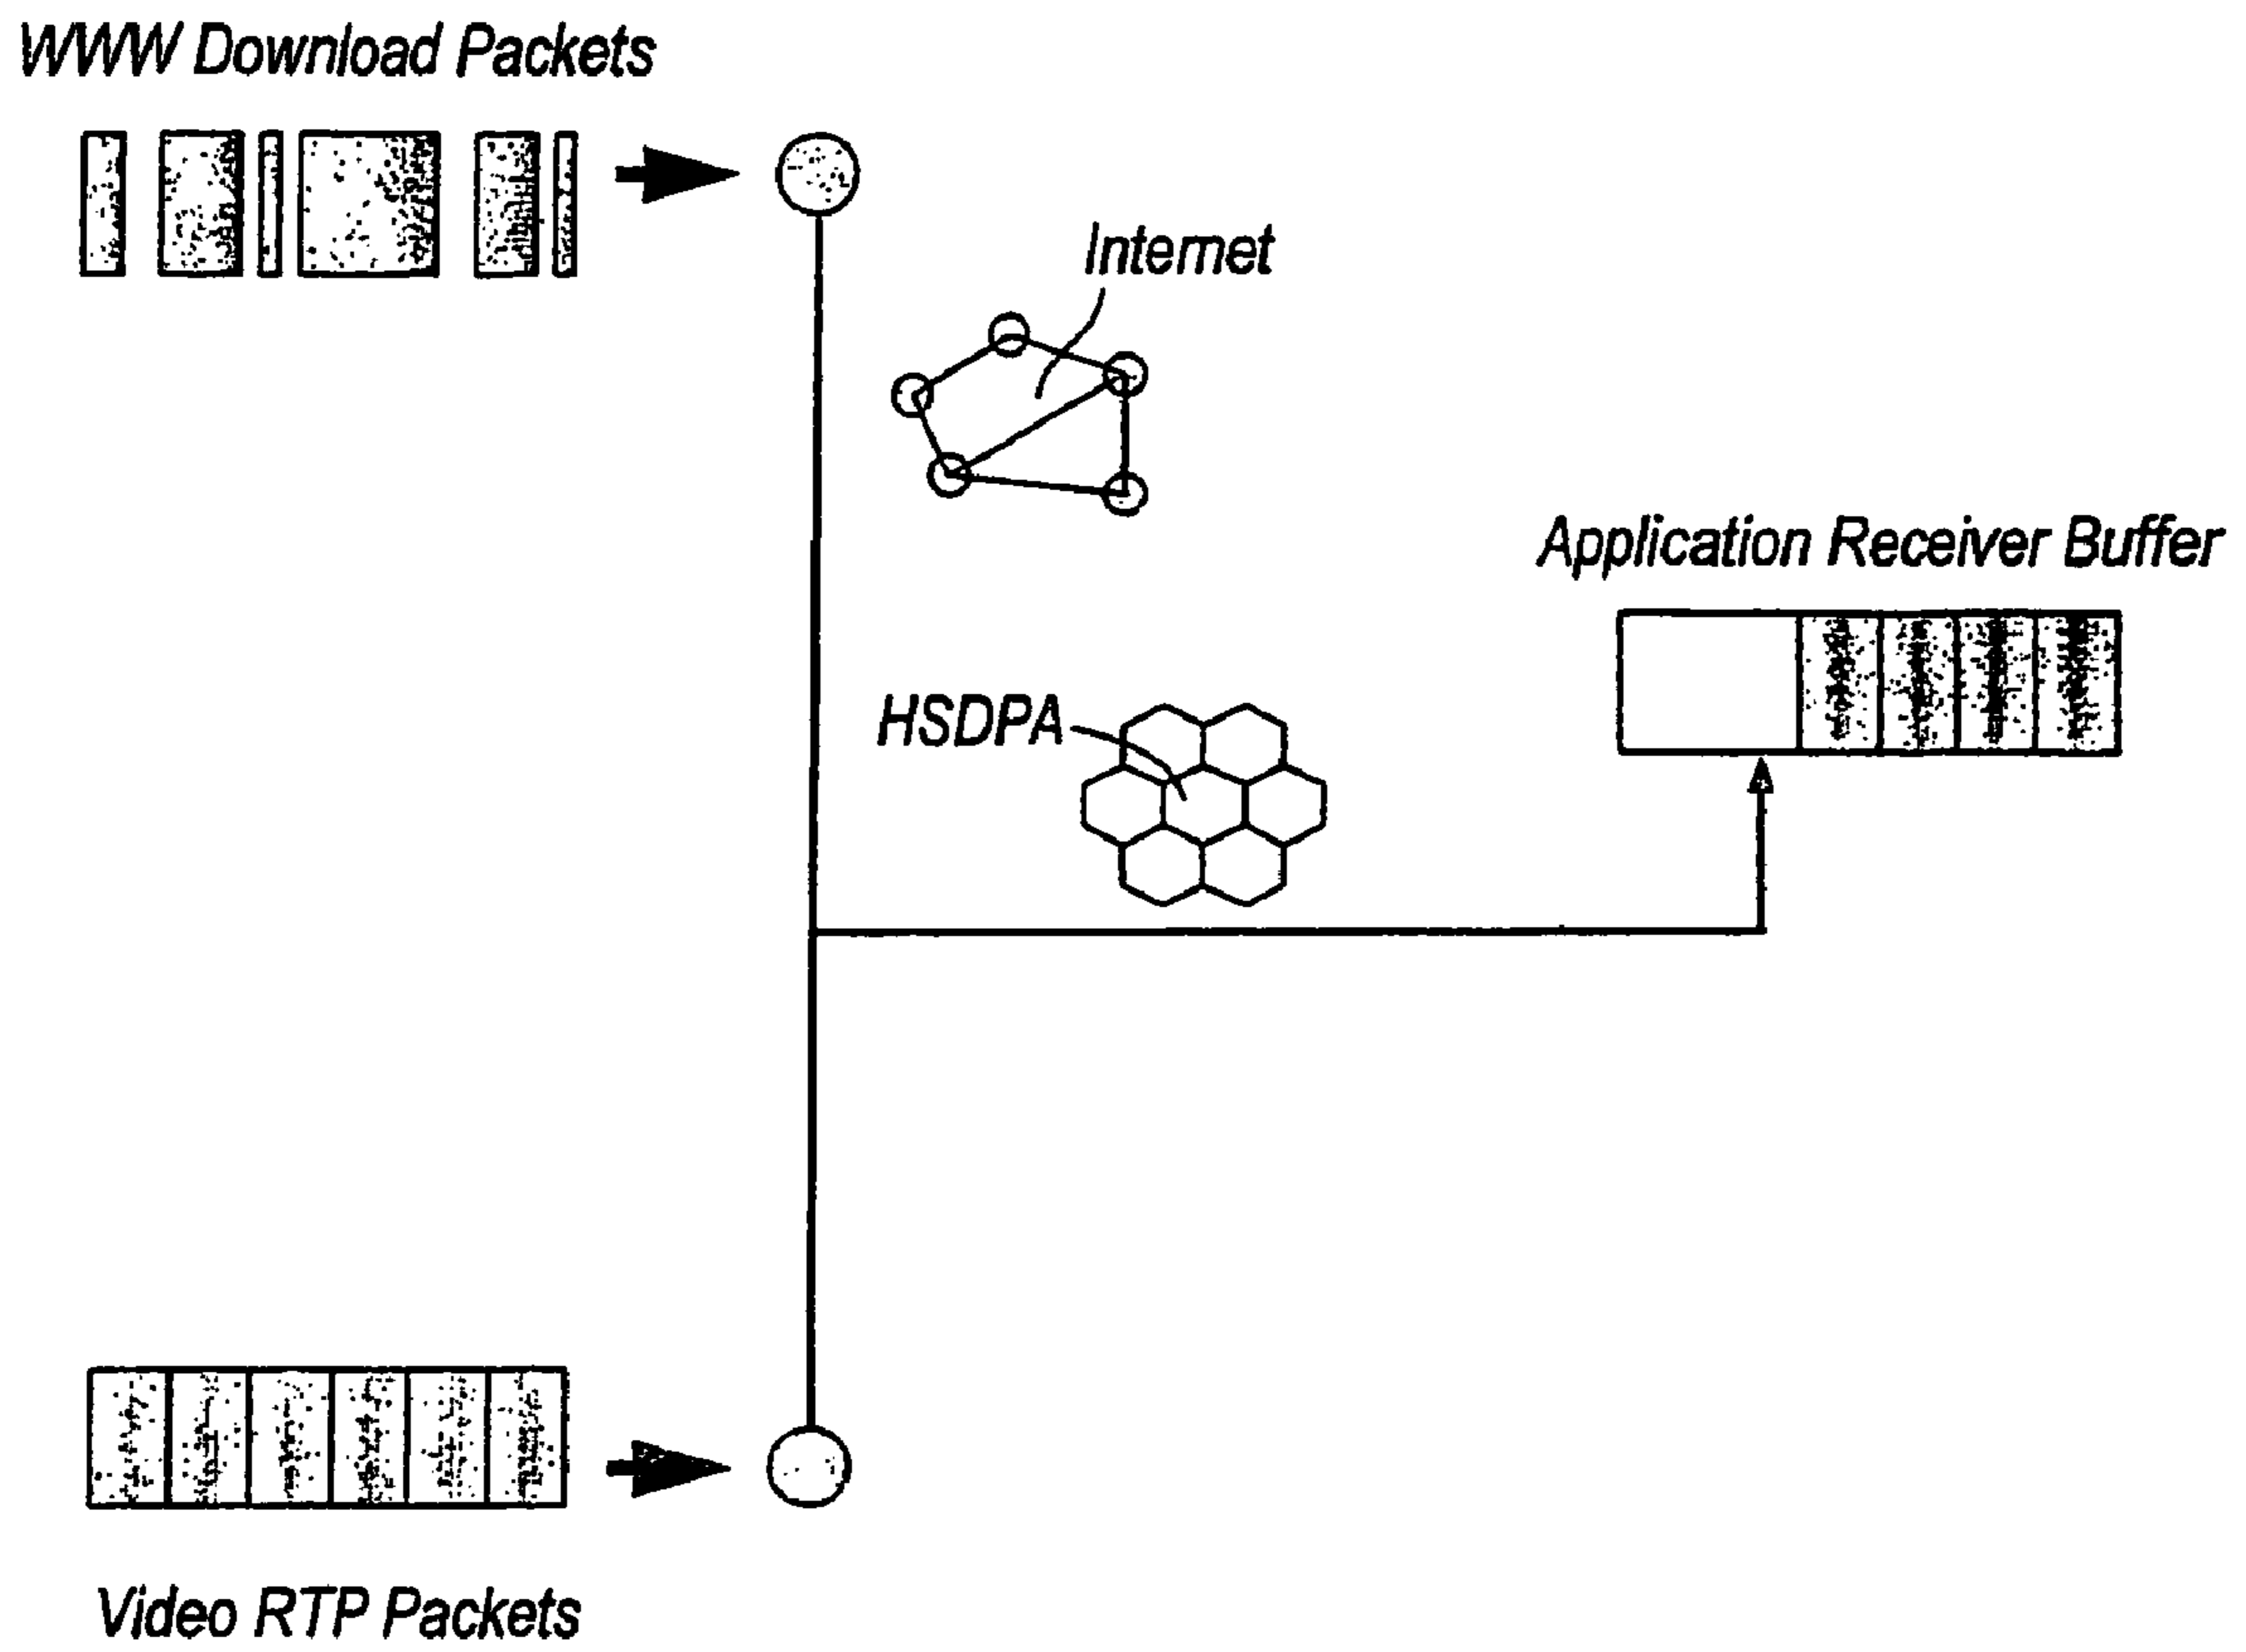 WWW Download Packets
Internet
Application Receiver Buffer
HSDPA
Video RTP Packets